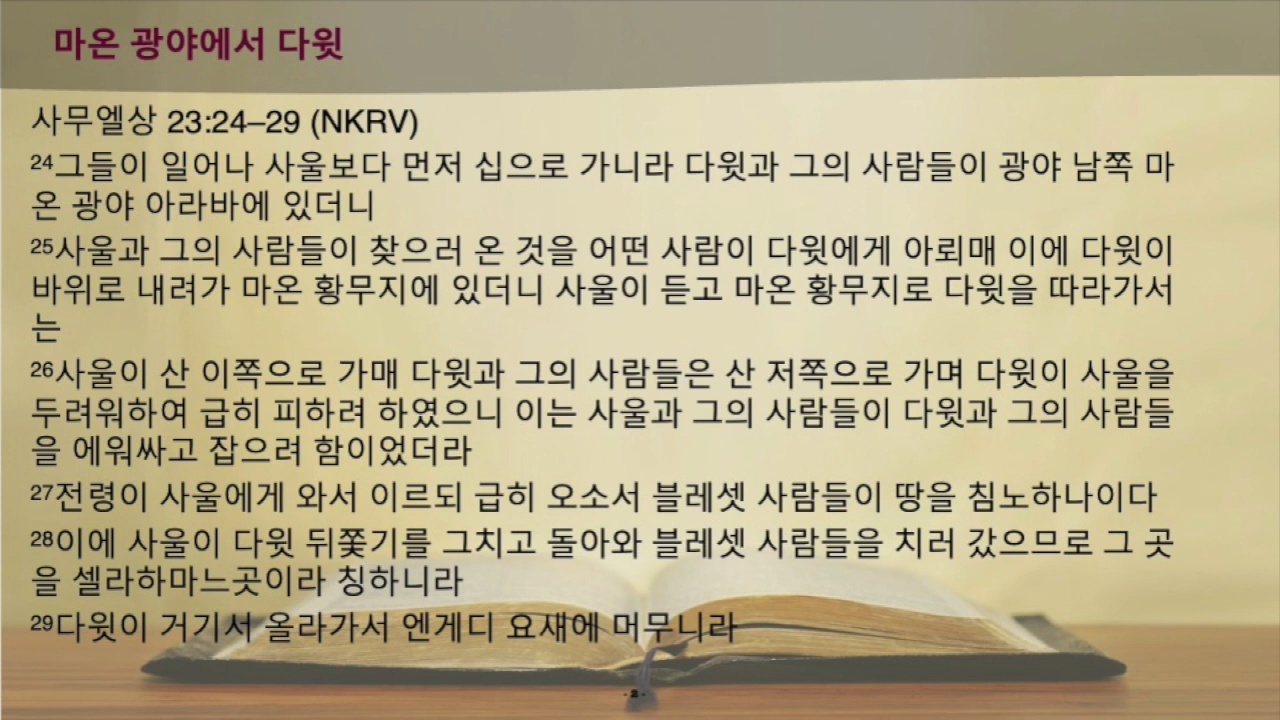 마온 광야에서 다윗
사무엘상 23:24–29 (NKRV)
²⁴그들이 일어나 사울보다 먼저 십으로 가니라 다윗과 그의 사람들이 광야 남쪽 마
온 광야 아라바에 있더니
²⁵사울과 그의 사람들이 찾으러 온 것을 어떤 사람이 다윗에게 아뢰매 이에 다윗이
바위로 내려가 마온 황무지에 있더니 사울이 듣고 마온 황무지로 다윗을 따라가서
는
²⁶사울이 산 이쪽으로 가매 다윗과 그의 사람들은 산 저쪽으로 가며 다윗이 사울을
두려워하여 급히 피하려 하였으니 이는 사울과 그의 사람들이 다윗과 그의 사람들
을 에워싸고 잡으려 함이었더라
²⁷전령이 사울에게 와서 이르되 급히 오소서 블레셋 사람들이 땅을 침노하나이다
²⁸이에 사울이 다윗 뒤쫓기를 그치고 돌아와 블레셋 사람들을 치러 갔으므로 그 곳
을 셀라하마느곳이라 칭하니라
²⁹다윗이 거기서 올라가서 엔게디 요새에 머무니라
- 2 -